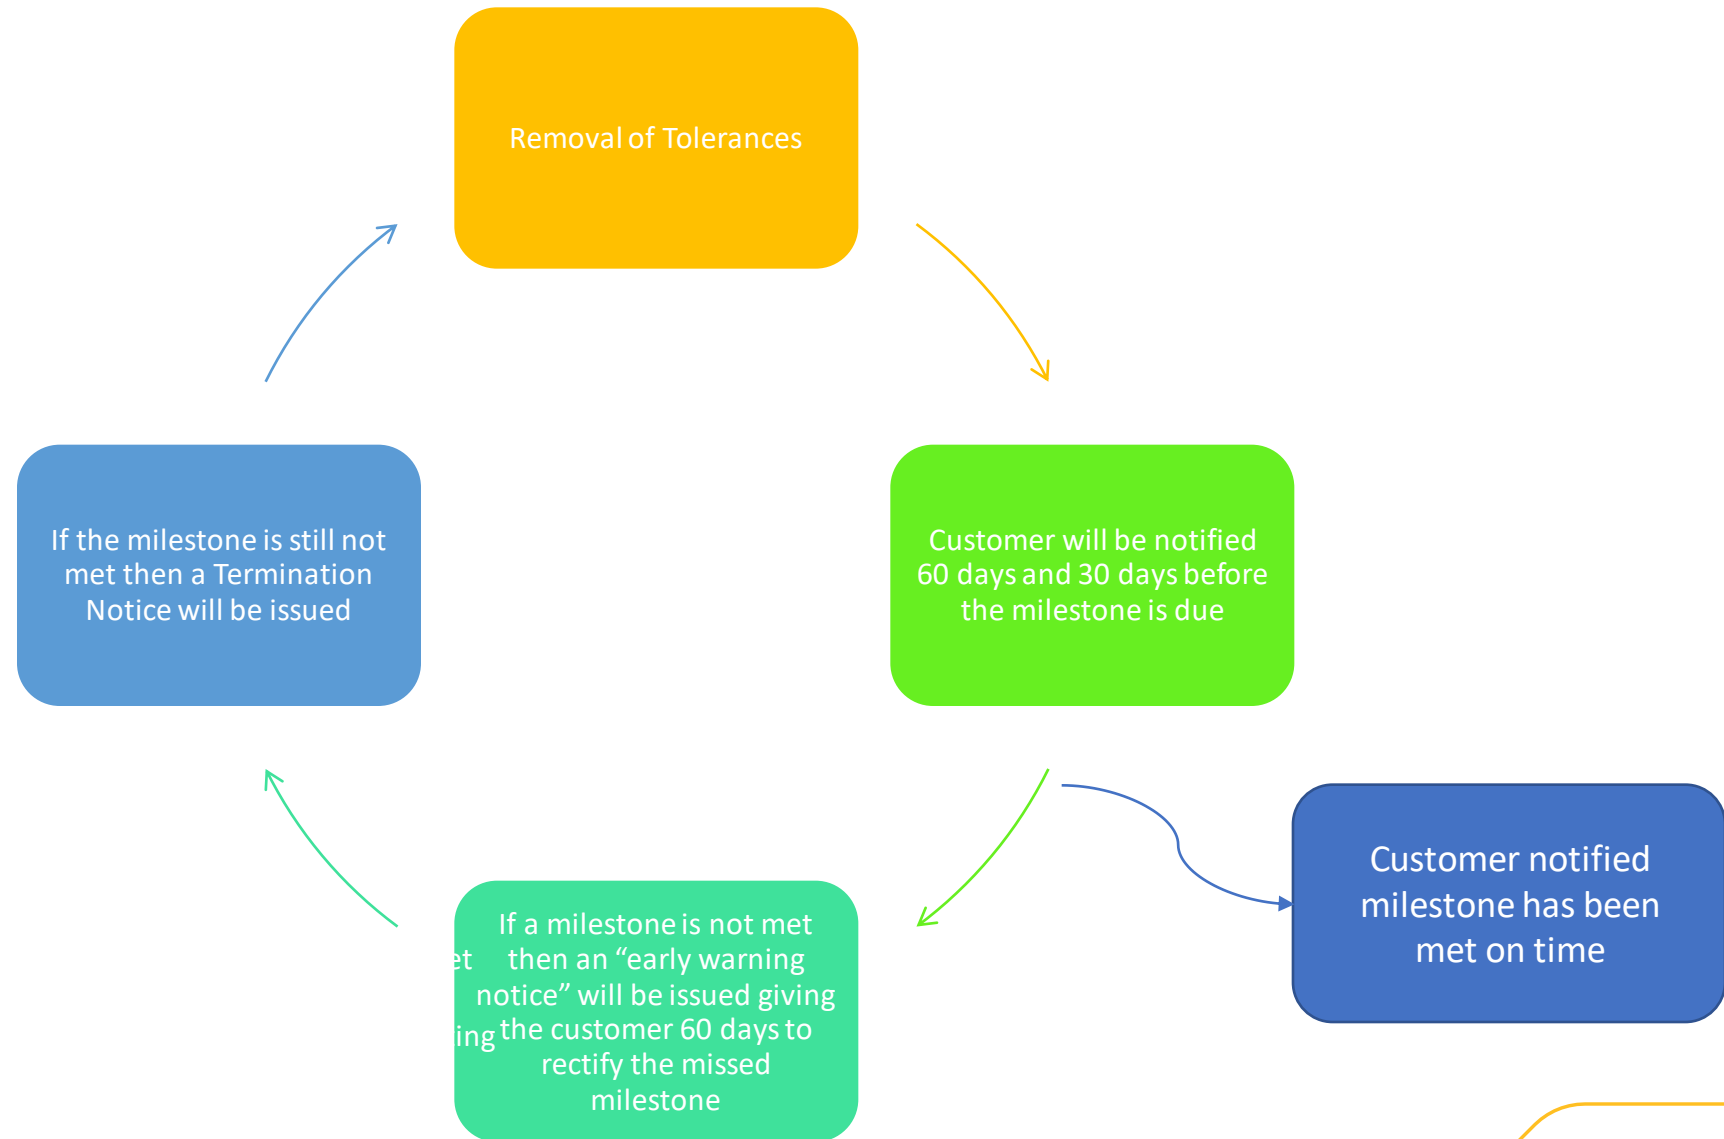 Removal of Tolerances
Customer will be notified
60 days and 30 days before
the milestone is due
Customer notified
milestone has been
met on time
If a milestone is not met
then an “early warning
notice” will be issued giving
the customer 60 days to
rectify the missed
milestone
et
ing
If the milestone is still not
met then a Termination
Notice will be issued